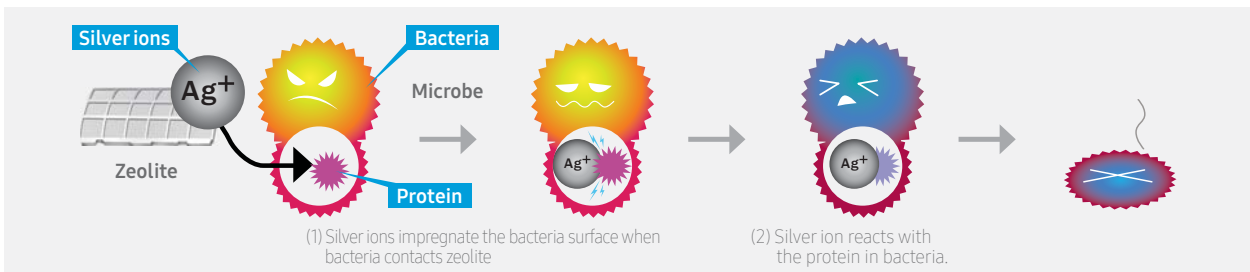 Silver ions
Bacteria
Ag+
Microbe
Zeolite
Protein
Ag+
Ag+
(1) Silver ions impregnate the bacteria surface when
bacteria contacts zeolite
(2) Silver ion reacts with
the protein in bacteria.